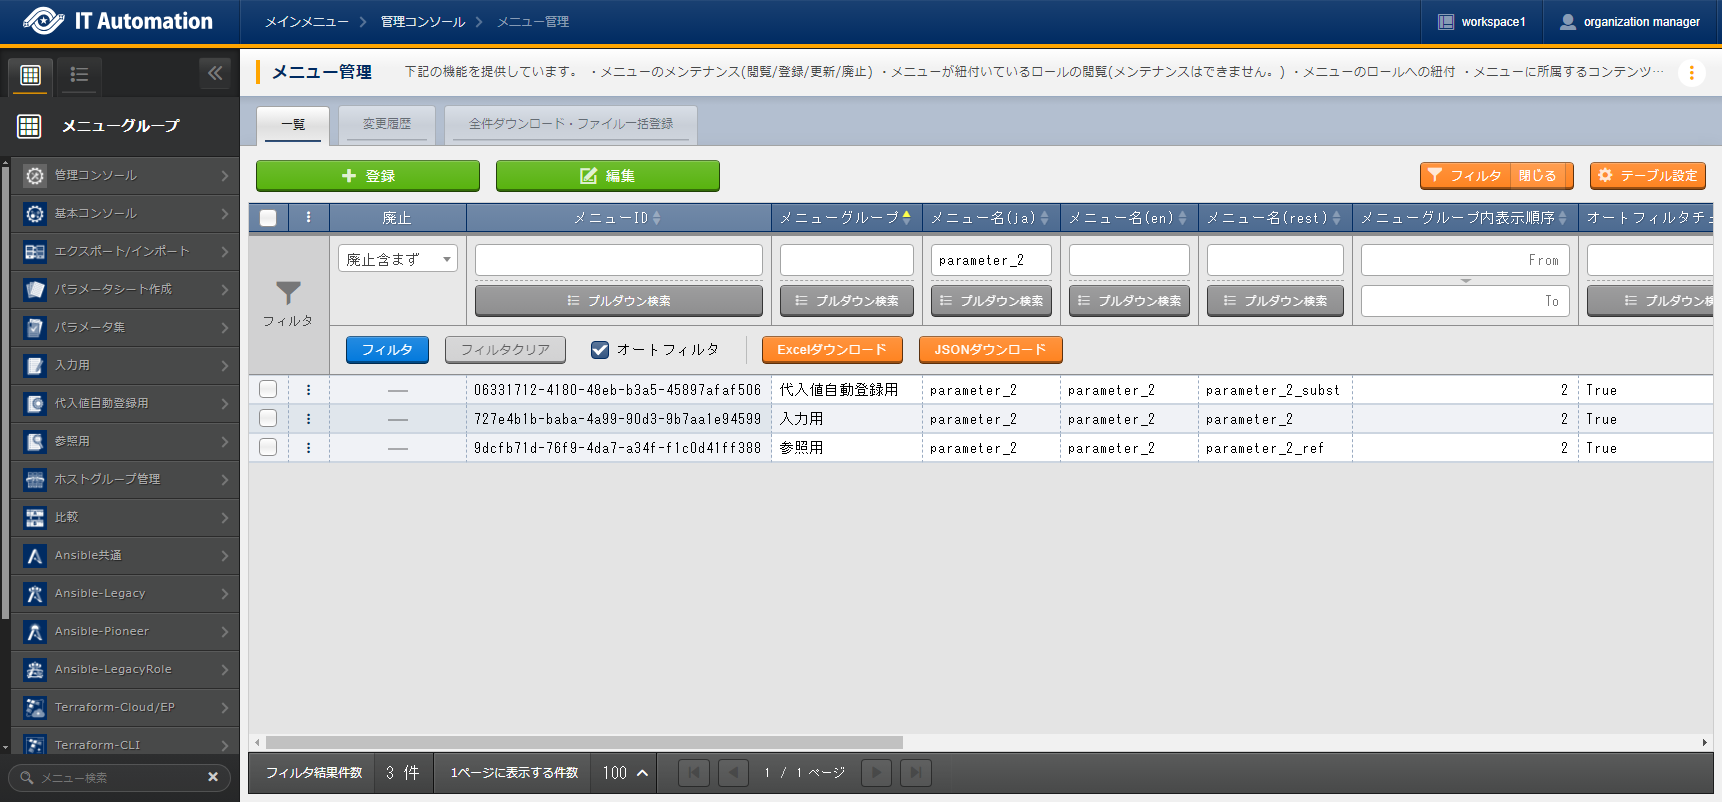 IT Automation
メインメニュー
管理コンソール
メニュー管理
workspace1
organization manager
メニューグループ
管理コンソール
基本コンソール
エクスポート/インポート
パラメータシート作成
パラメータ集
入力用
代入値自動登録用
参照用
ホストグループ管理
比較
Ansible共通
Ansible-Legacy
Ansible-Pioneer
Ansible-LegacyRole
Terraform-Cloud/EP
Terraform-CLI
メニュー検索
メニュー管理
下記の機能を提供しています。 ・メニューのメンテナンス(閲覧/登録/更新/廃止) ・メニューが紐付いているロールの閲覧(メンテナンスはできません。) ・メニューのロールへの紐付 ・メニューに所属するコンテンツ…
一覧
変更履歴
全件ダウンロード・ファイル一括登録
登録
編集
フィルタ 閉じる
テーブル設定
廃止 メニューID メニューグループ メニュー名(ja) メニュー名(en) メニュー名(rest) メニューグループ内表示順序 オートフィルタチェ
フィルタ
廃止含まず parameter_2 From
プルダウン検索 プルダウン検索 プルダウン検索 プルダウン検索 プルダウン検索 To プルダウン検索
フィルタ フィルタクリア オートフィルタ Excelダウンロード JSONダウンロード
06331712-4180-48eb-b3a5-45897afaf506 代入値自動登録用 parameter_2 parameter_2 parameter_2_subst 2 True
727e4b1b-baba-4a99-90d3-9b7aa1e94599 入力用 parameter_2 parameter_2 parameter_2 2 True
9dcfb71d-76f9-4da7-a34f-f1c0d41ff388 参照用 parameter_2 parameter_2 parameter_2_ref 2 True
フィルタ結果件数 3 件 1ページに表示する件数 100 1 / 1 ページ